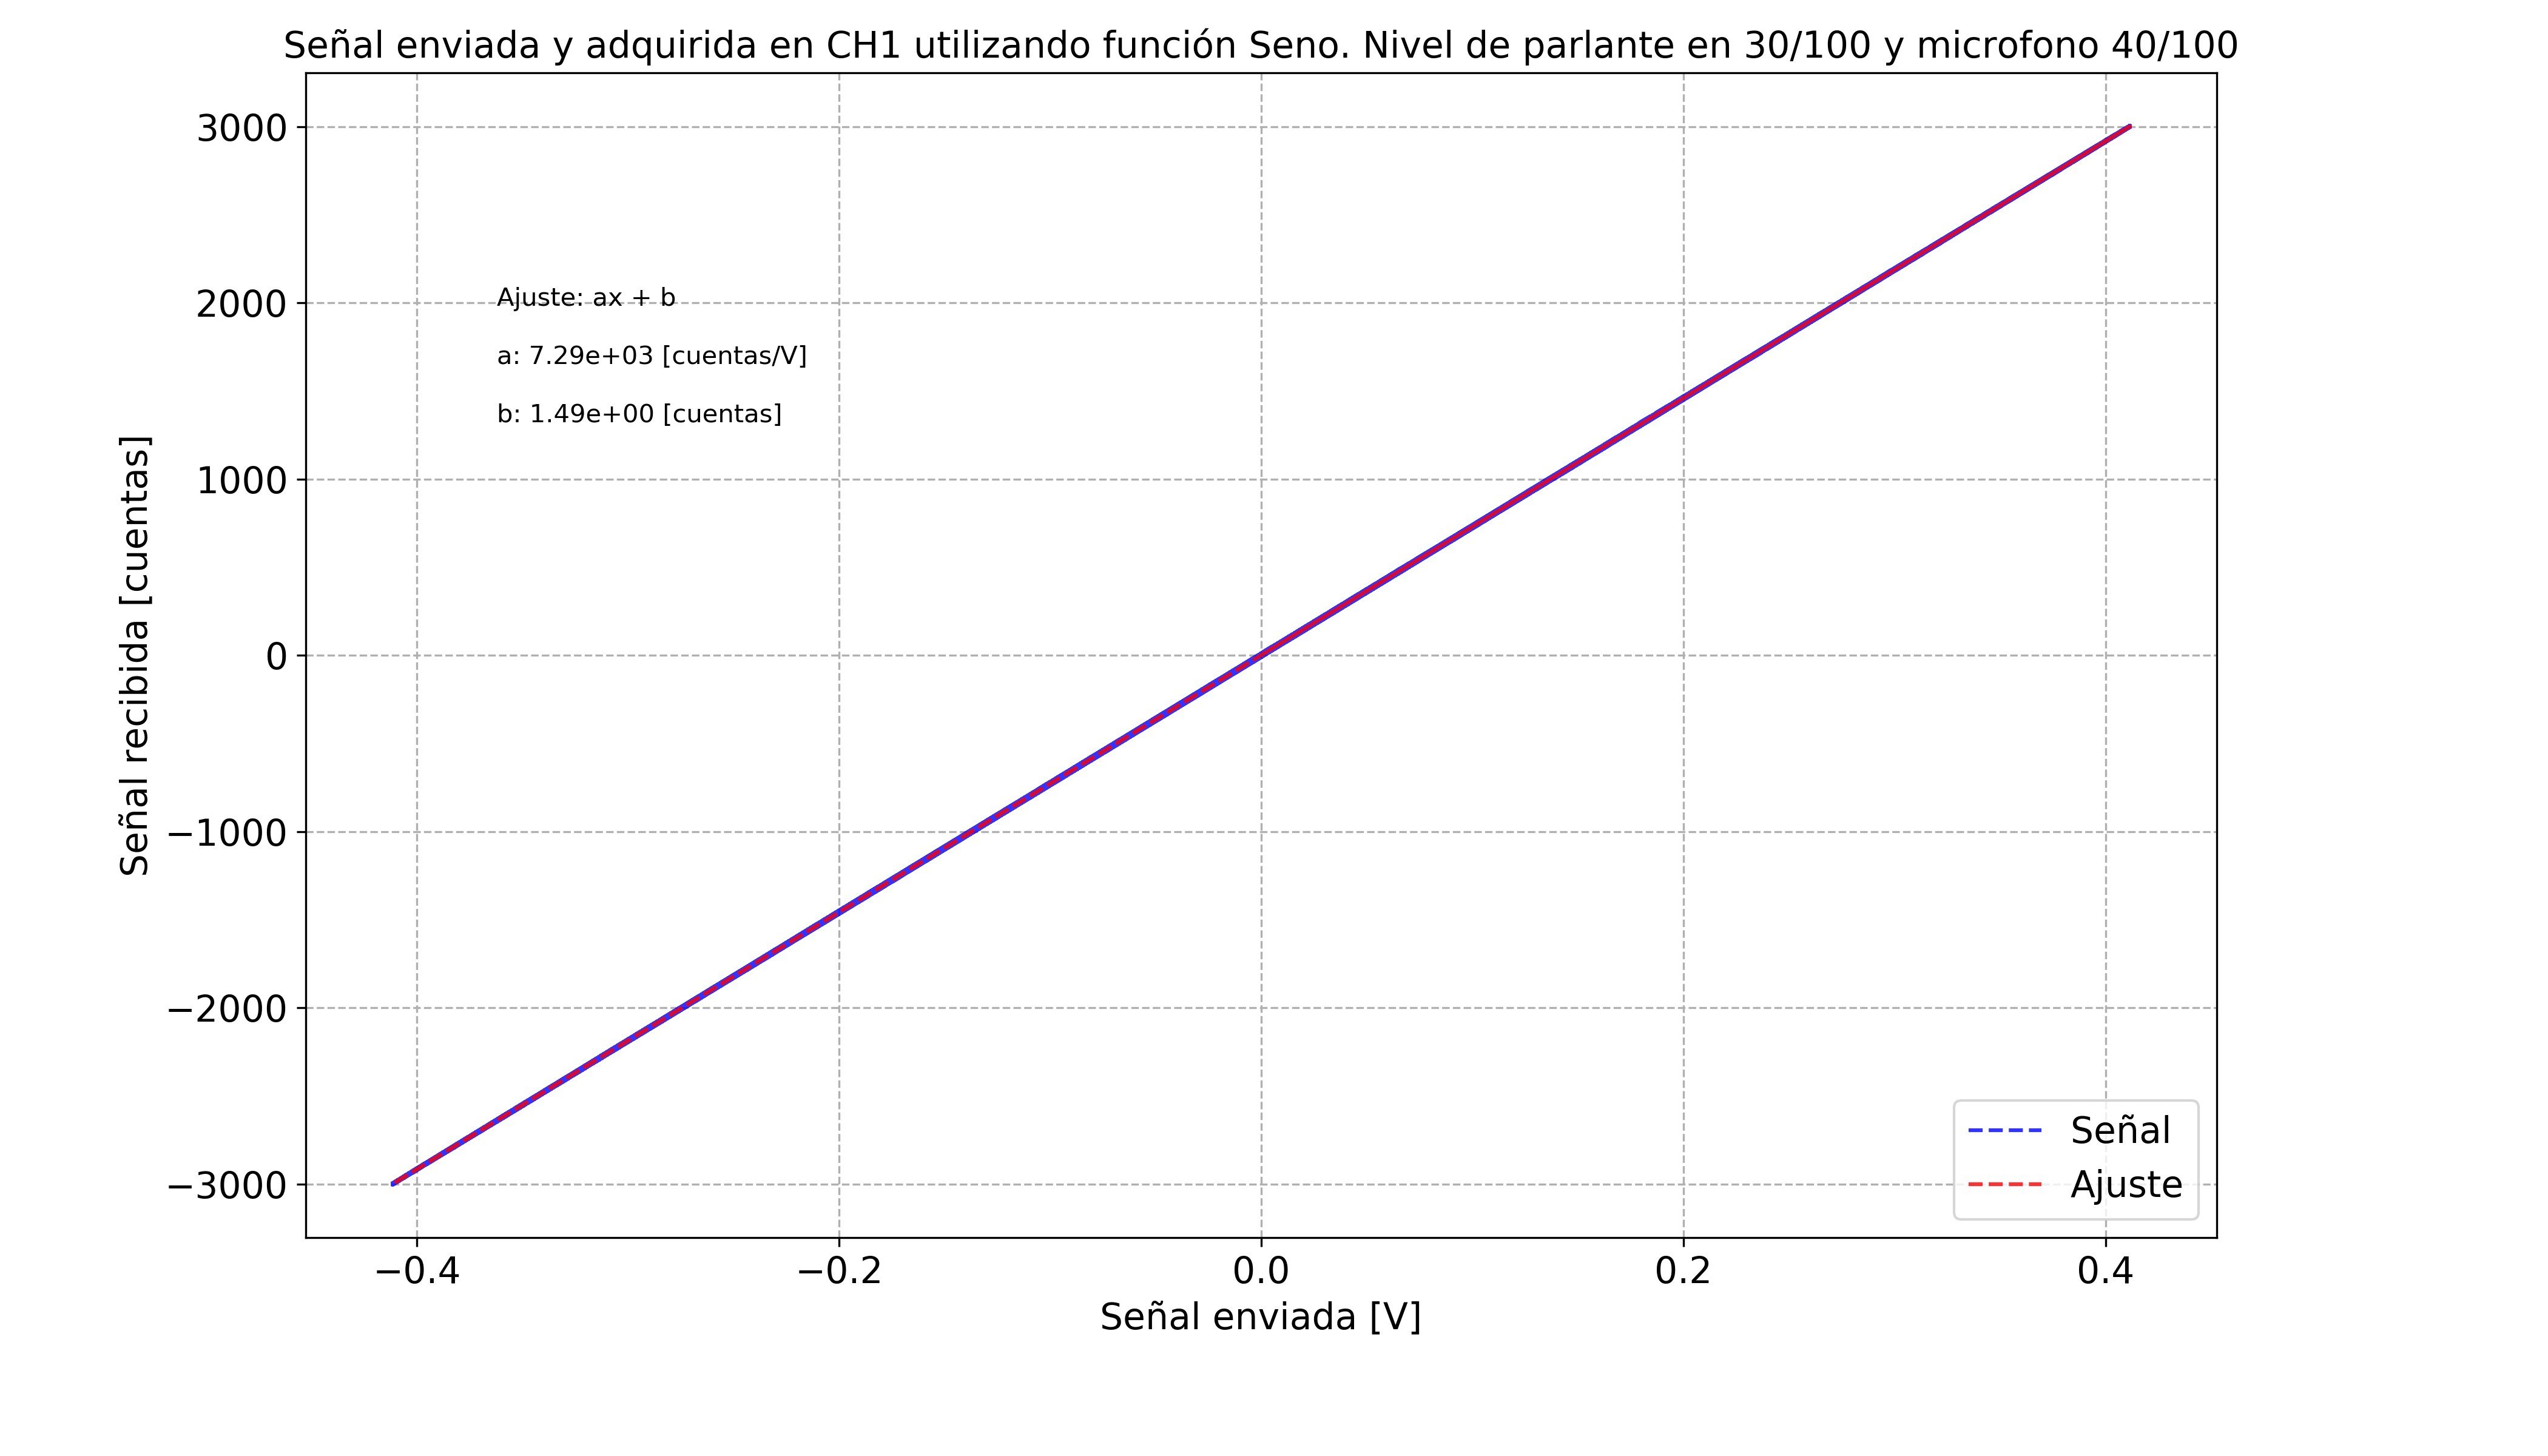 Señal enviada y adquirida en CH1 utilizando función Seno. Nivel de parlante en 30/100 y microfono 40/100
3000
2000
1000
0
−1000
−2000
−3000
Señal recibida [cuentas]
Ajuste: ax + b
a: 7.29e+03 [cuentas/V]
b: 1.49e+00 [cuentas]
Señal
Ajuste
−0.4
−0.2
0.0
0.2
0.4
Señal enviada [V]